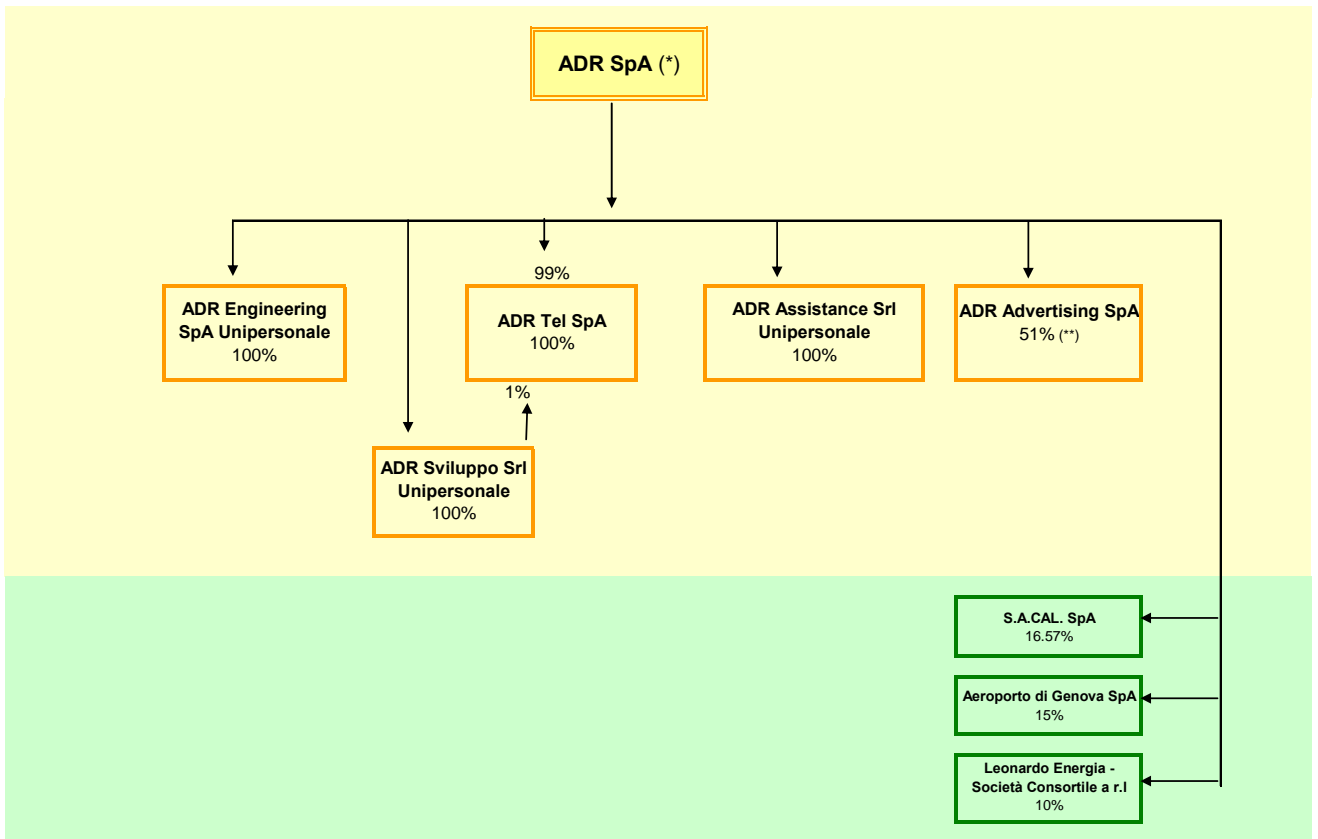 ADR SpA (*)
99%
ADR Engineering
SpA Unipersonale
100%
ADR Tel SpA
100%
ADR Assistance Srl
Unipersonale
100%
ADR Advertising SpA
51% (**)
1%
ADR Sviluppo Srl
Unipersonale
100%
S.A.CAL. SpA
16.57%
Aeroporto di Genova SpA
15%
Leonardo Energia -
Società Consortile a r.l
10%